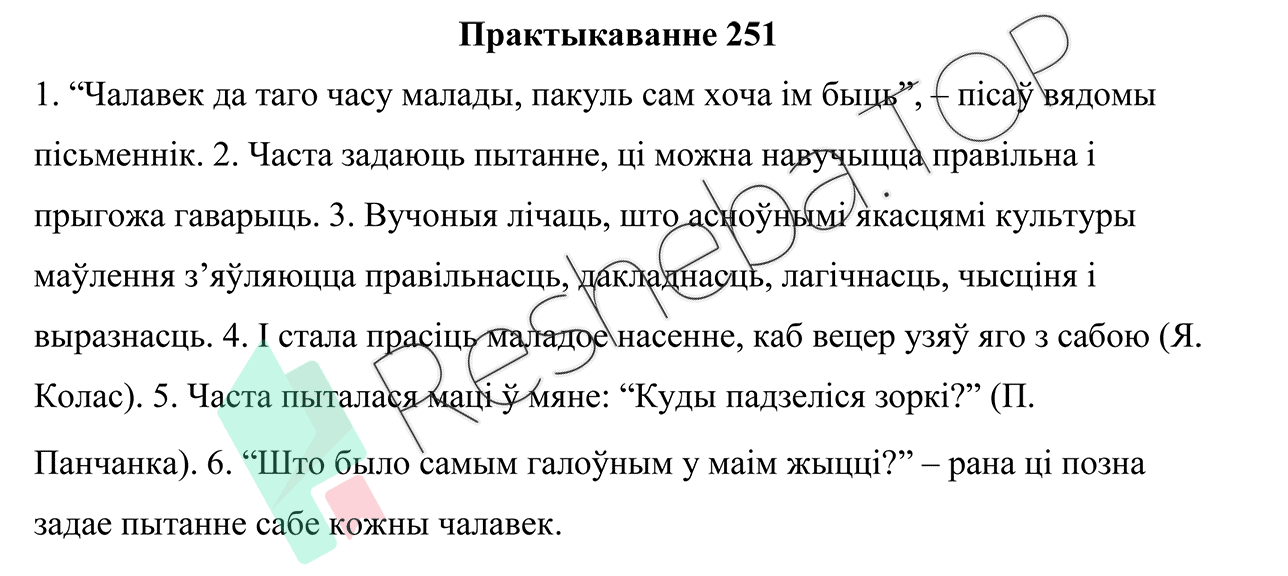 Практыкаванне 251
1. “Чалавек да таго часу малады, пакуль сам хоча ім быць”, – пісаў вядомы
пісьменнік. 2. Часта задаюць пытанне, ці можна навучыцца правільна і
прыгожа гаварыць. 3. Вучоныя лічаць, што асноўнымі якасцямі культуры
маўлення з’яўляюцца правільнасць, дакладнасць, лагічнасць, чысціня і
выразнасць. 4. І стала прасіць маладое насенне, каб вецер узяў яго з сабою (Я.
Колас). 5. Часта пыталася маці ў мяне: “Куды падзеліся зоркі?” (П.
Панчанка). 6. “Што было самым галоўным у маім жыцці?” – рана ці позна
задае пытанне сабе кожны чалавек.
Resheba.TOP